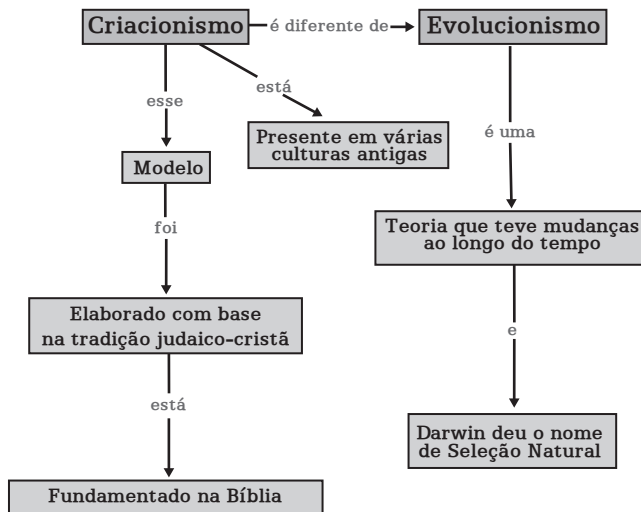 Criacionismo
é diferente de
Evolucionismo
esse
está
Presente em várias
culturas antigas
é uma
Modelo
foi
Teoria que teve mudanças
ao longo do tempo
Elaborado com base
na tradição judaico-cristã
e
está
Darwin deu o nome
de Seleção Natural
Fundamentado na Bíblia